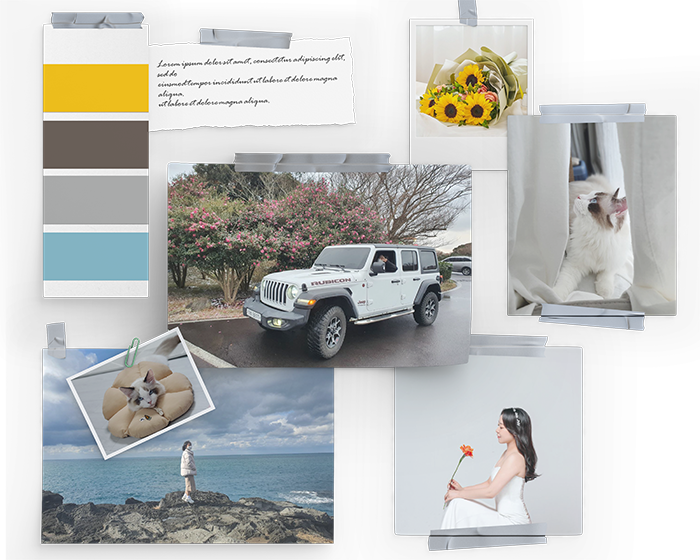 Lorem ipsum dolor sit amet, consectetur adipiscing elit,
sed do
eiusmod tempor incididunt ut labore et dolore magna
aliqua.
ut labore et dolore magna aliqua.
RUBICON